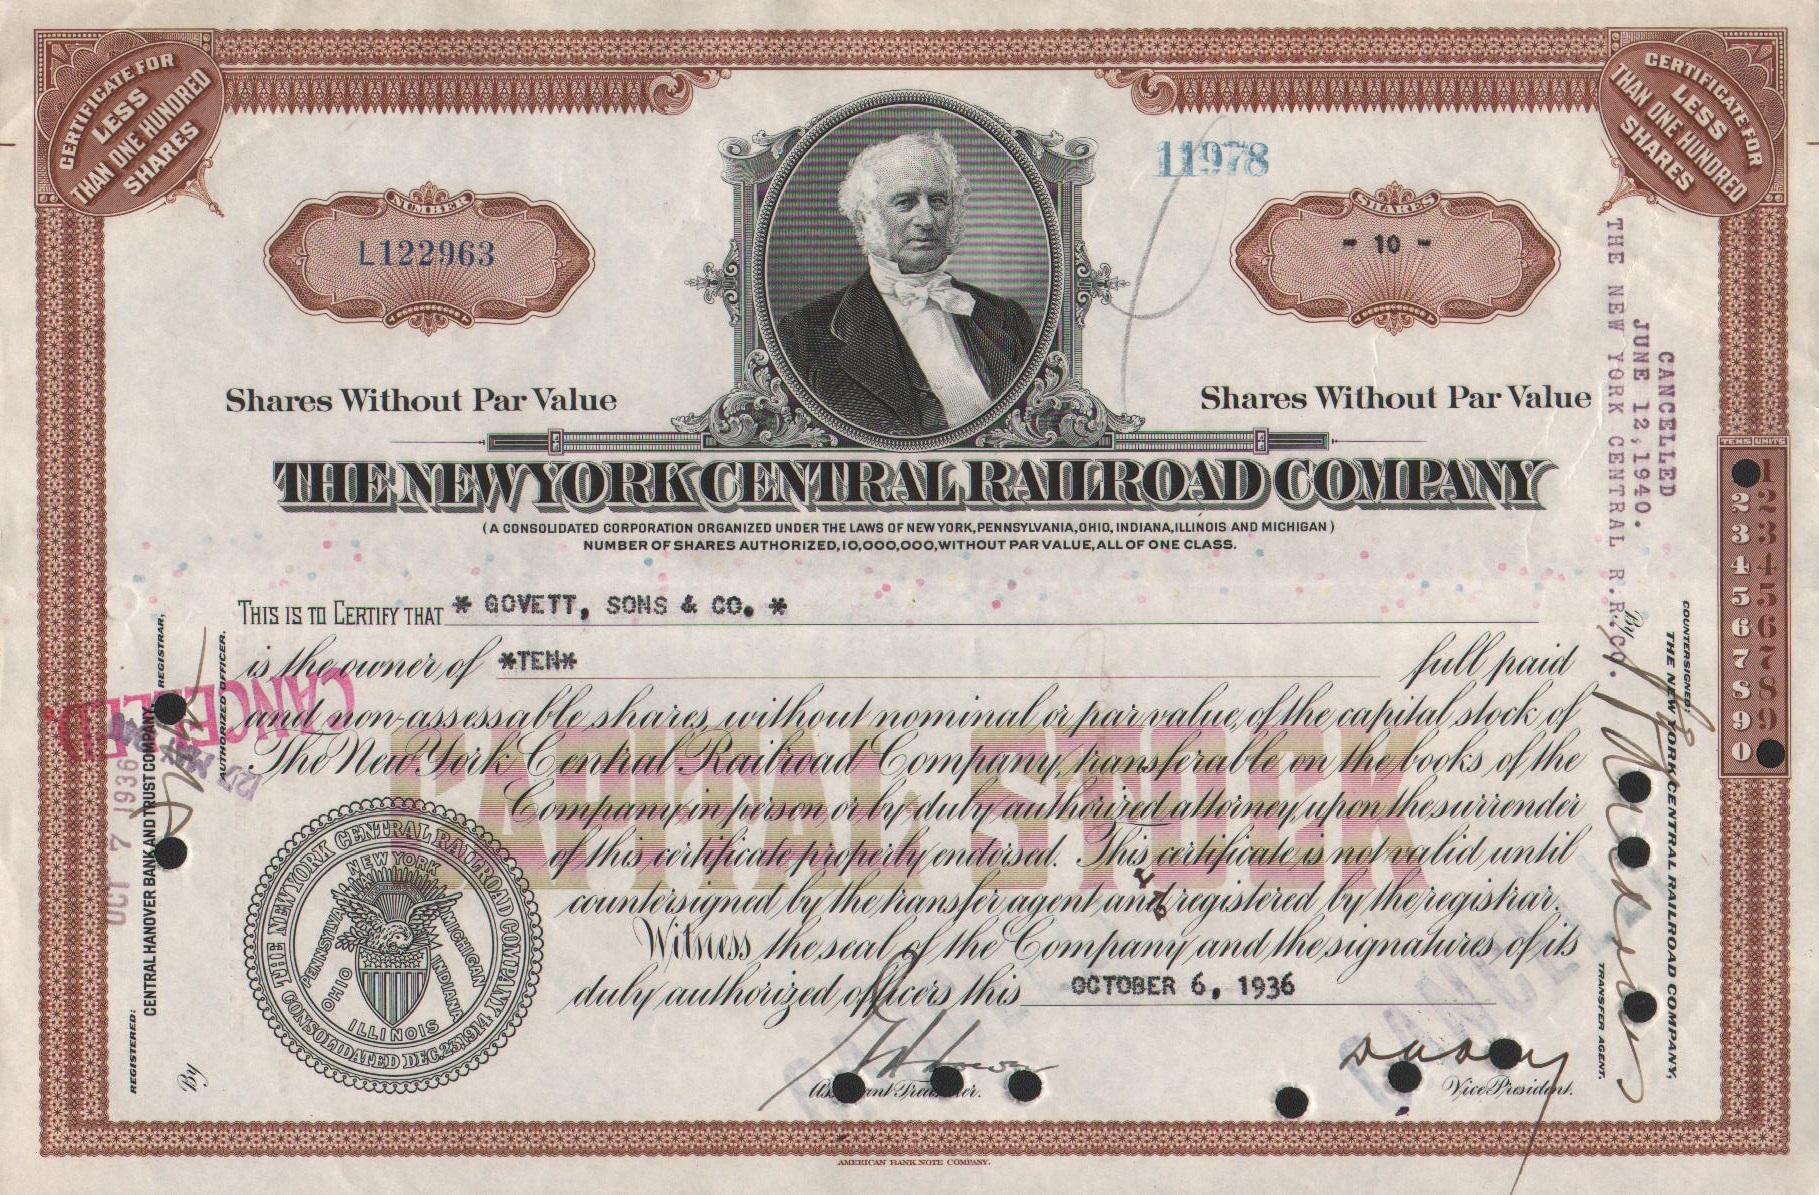 CERTIFICATE FOR
LESS
THAN ONE HUNDRED
SHARES
CERTIFICATE FOR
LESS
THAN ONE HUNDRED
SHARES
11978
NUMBER
L122963
SHARES
- 10 -
Shares Without Par Value
Shares Without Par Value
THE NEW YORK CENTRAL RAILROAD COMPANY
(A CONSOLIDATED CORPORATION ORGANIZED UNDER THE LAWS OF NEW YORK, PENNSYLVANIA, OHIO, INDIANA, ILLINOIS AND MICHIGAN)
NUMBER OF SHARES AUTHORIZED, 10,000,000, WITHOUT PAR VALUE, ALL OF ONE CLASS.
THIS IS TO CERTIFY THAT * GOVETT, SONS & CO. *
is the owner of *TEN* full paid
and non-assessable shares without nominal or par value, of the capital stock of
The New York Central Railroad Company, transferable on the books of the
Company in person or by duly authorized attorney, upon the surrender
of this certificate properly endorsed. This certificate is not valid until
countersigned by the transfer agent and registered by the registrar.
Witness the seal of the Company and the signatures of its
duly authorized officers this OCTOBER 6, 1936
CAPITAL STOCK
Assistant Treasurer.
Vice President.
THE NEW YORK CENTRAL RAILROAD COMPANY
CONSOLIDATED DEC. 23 1914
NEW YORK
PENNSYLVANIA
OHIO
ILLINOIS
INDIANA
MICHIGAN
REGISTERED:
CENTRAL HANOVER BANK AND TRUST COMPANY,
REGISTRAR,
By
AUTHORIZED OFFICER.
OCT 7 1936
CANCELLED
CANCELLED
JUNE 12, 1940.
THE NEW YORK CENTRAL R.R. CO.
COUNTERSIGNED:
THE NEW YORK CENTRAL RAILROAD COMPANY,
By
TRANSFER AGENT.
TENS UNITS
1
2 2
3 3
4 4
5 5
6 6
7 7
8 8
9 9
0
AMERICAN BANK NOTE COMPANY.